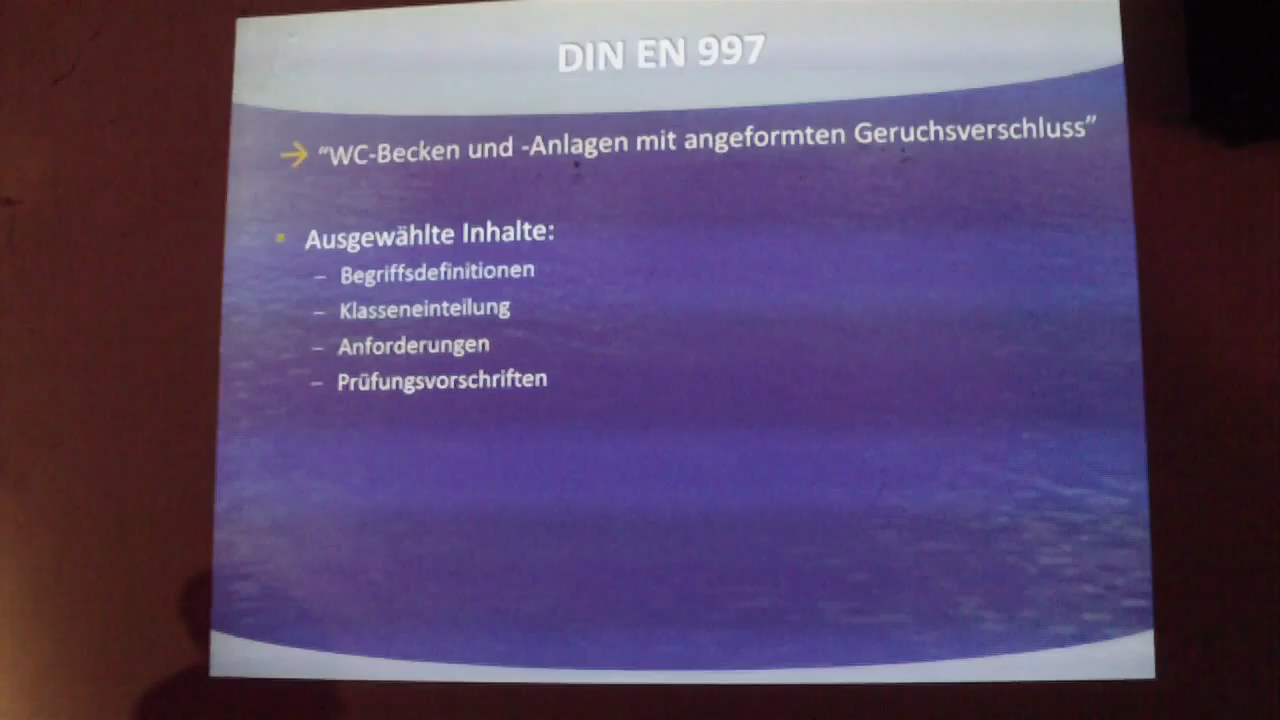 DIN EN 997
→ “WC-Becken und -Anlagen mit angeformten Geruchsverschluss”
▪ Ausgewählte Inhalte:
– Begriffsdefinitionen
– Klasseneinteilung
– Anforderungen
– Prüfungsvorschriften